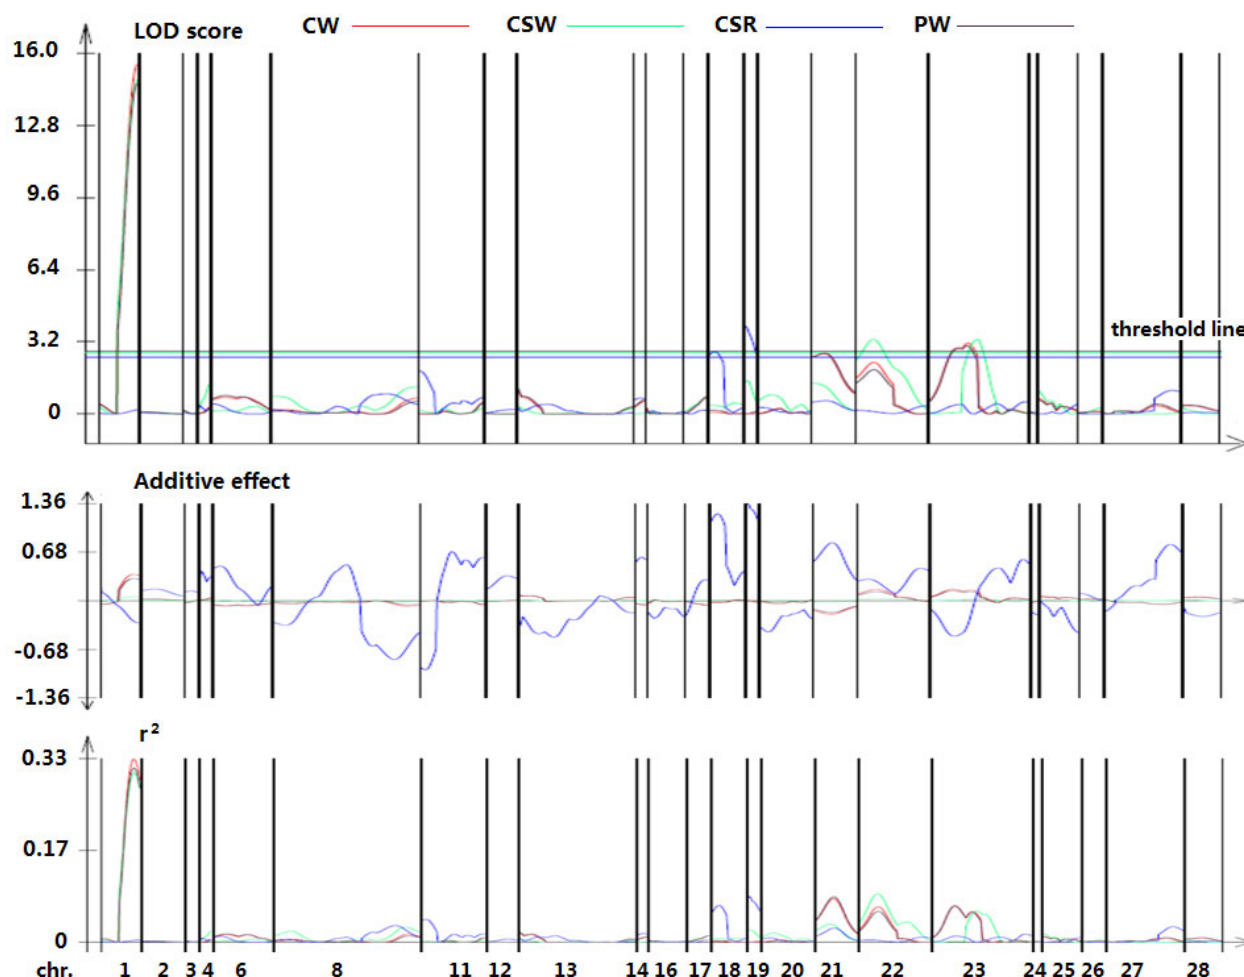 CW CSW CSR PW
LOD score
16.0
12.8
9.6
6.4
3.2
threshold line
0
Additive effect
1.36
0.68
-0.68
-1.36
r²
0.33
0.17
0
chr. 1 2 3 4 6 8 11 12 13 14 16 17 18 19 20 21 22 23 24 25 26 27 28